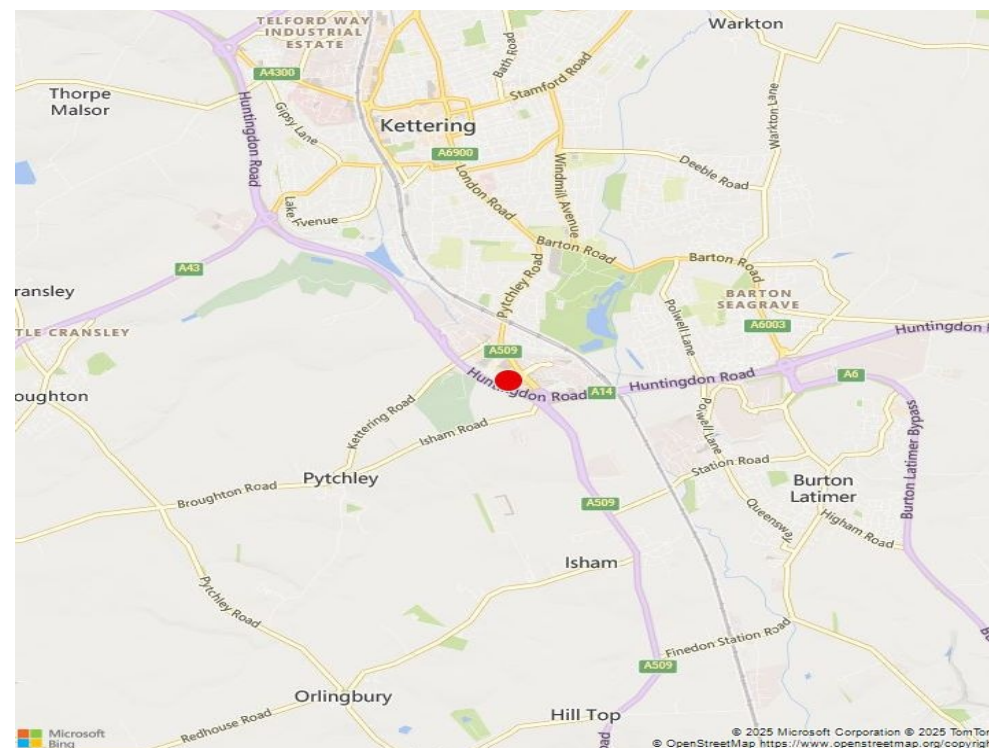 TELFORD WAY
INDUSTRIAL
ESTATE
Warkton
Bath Road
Stamford Road
A4300
Thorpe
Malsor
Huntingdon Road
Gipsy Lane
Kettering
Warkton Lane
A6900
Windmill Avenue
Deeble Road
London Road
Lake Avenue
Barton Road
Barton Road
A43
Pytchley Road
ransley
BARTON
SEAGRAVE
Polwell Lane
TLE CRANSLEY
A6003
Huntingdon R
A509
Huntingdon Road
A14
Huntingdon Road
A6
oughton
Kettering Road
Isham Road
Polwell Lane
Burton Latimer Bypass
Station Road
Pytchley
Broughton Road
Burton
Latimer
A509
Queensway
Higham Road
Isham
Pytchley Road
Finedon Station Road
A509
Orlingbury
Hill Top
Redhouse Road
Microsoft
Bing
© 2025 Microsoft Corporation © 2025 TomTom
© OpenStreetMap https://www.openstreetmap.org/copyright